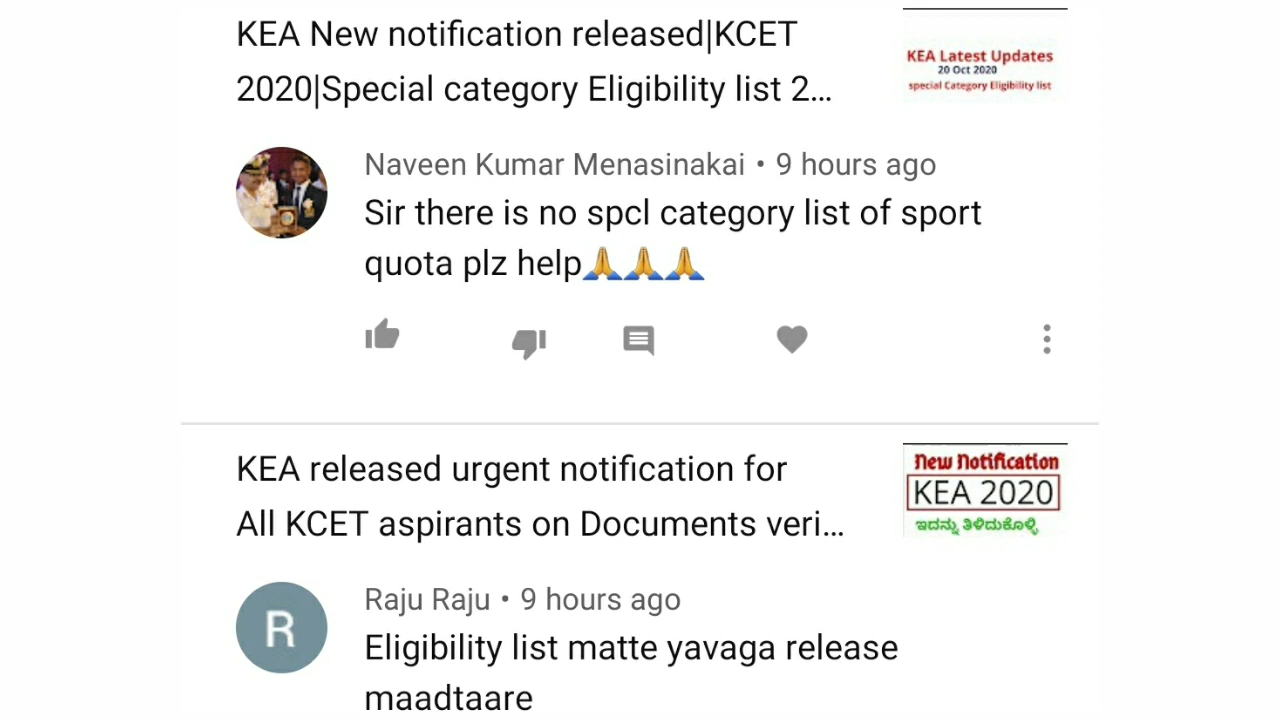 KEA New notification released|KCET
2020|Special category Eligibility list 2...
KEA Latest Updates
20 Oct 2020
special Category Eligibility list
Naveen Kumar Menasinakai • 9 hours ago
Sir there is no spcl category list of sport
quota plz help🙏🙏🙏
KEA released urgent notification for
All KCET aspirants on Documents veri...
New Notification
KEA 2020
ಇದನ್ನು ತಿಳಿದುಕೊಳ್ಳಿ
R
Raju Raju • 9 hours ago
Eligibility list matte yavaga release
maadtaare